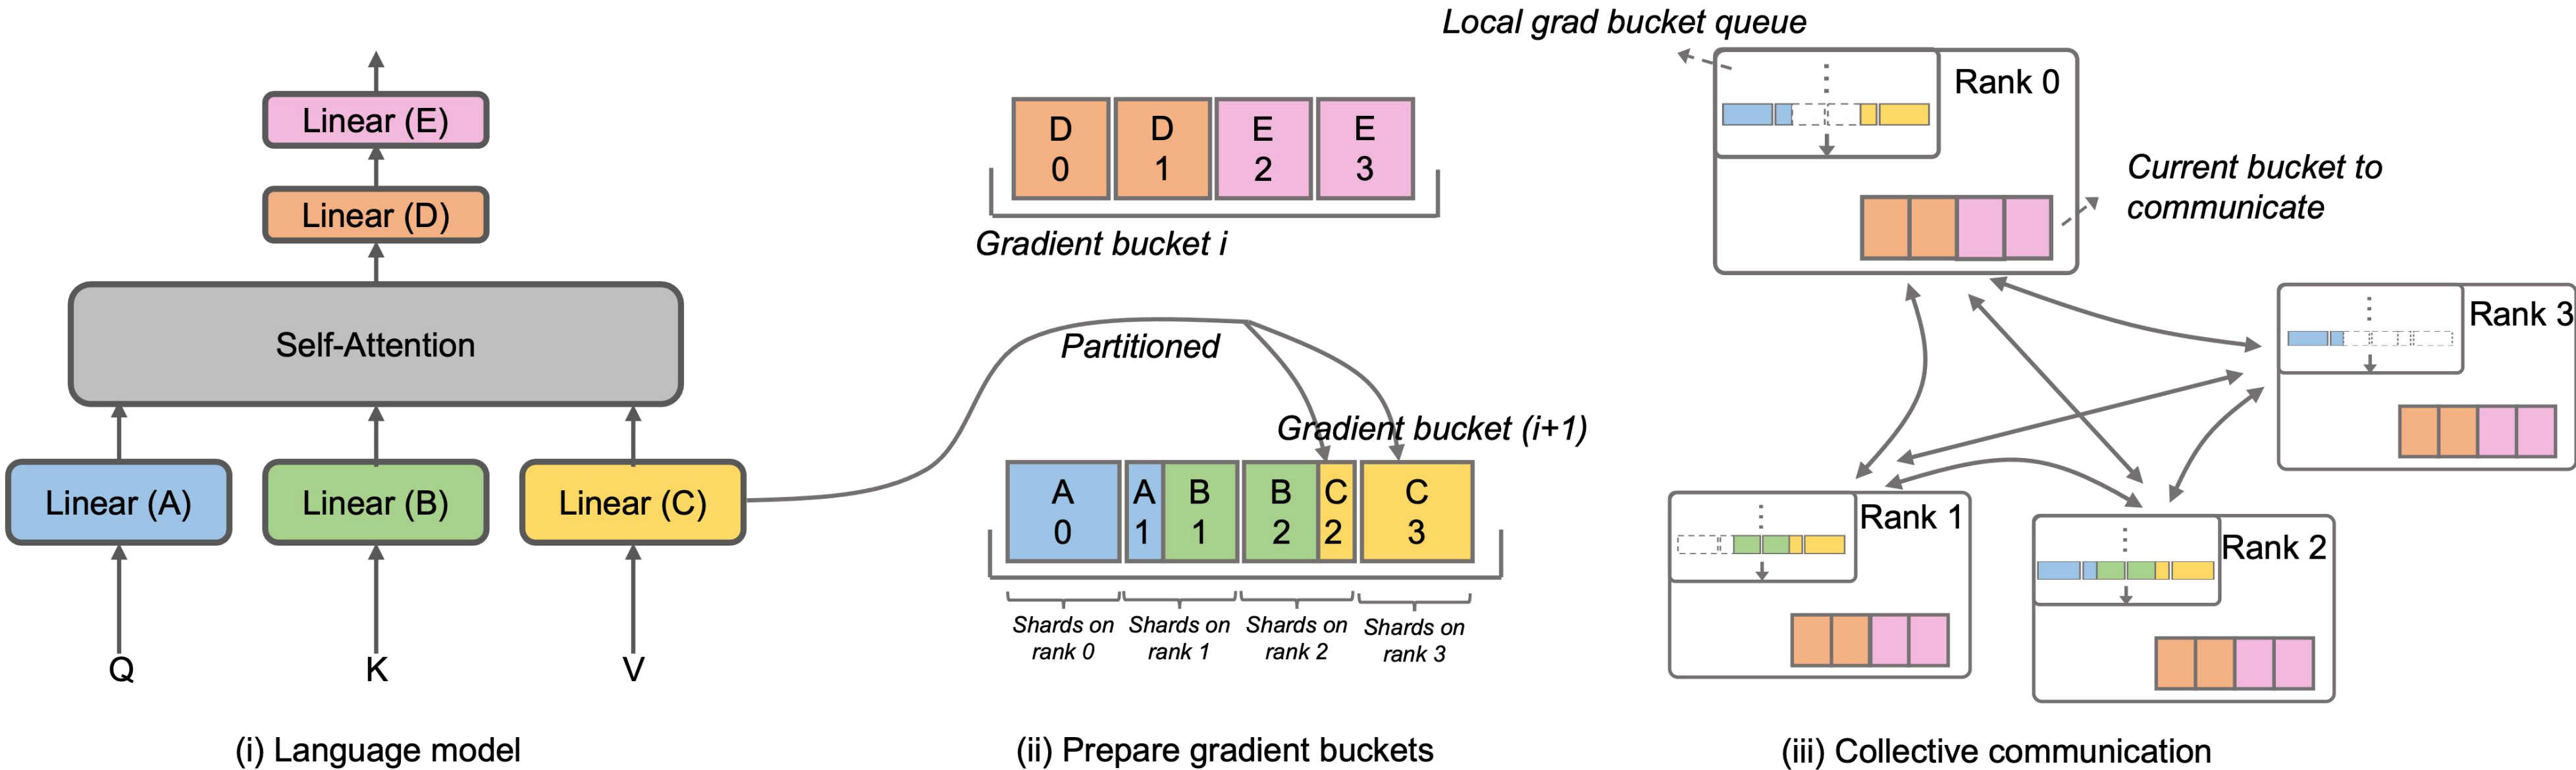 Linear (E)
Linear (D)
Self-Attention
Linear (A)
Linear (B)
Linear (C)
Q
K
V
(i) Language model
D
0
D
1
E
2
E
3
Gradient bucket i
Partitioned
Gradient bucket (i+1)
A
0
A
1
B
1
B
2
C
2
C
3
Shards on
rank 0
Shards on
rank 1
Shards on
rank 2
Shards on
rank 3
(ii) Prepare gradient buckets
Local grad bucket queue
Rank 0
Current bucket to
communicate
Rank 3
Rank 1
Rank 2
(iii) Collective communication